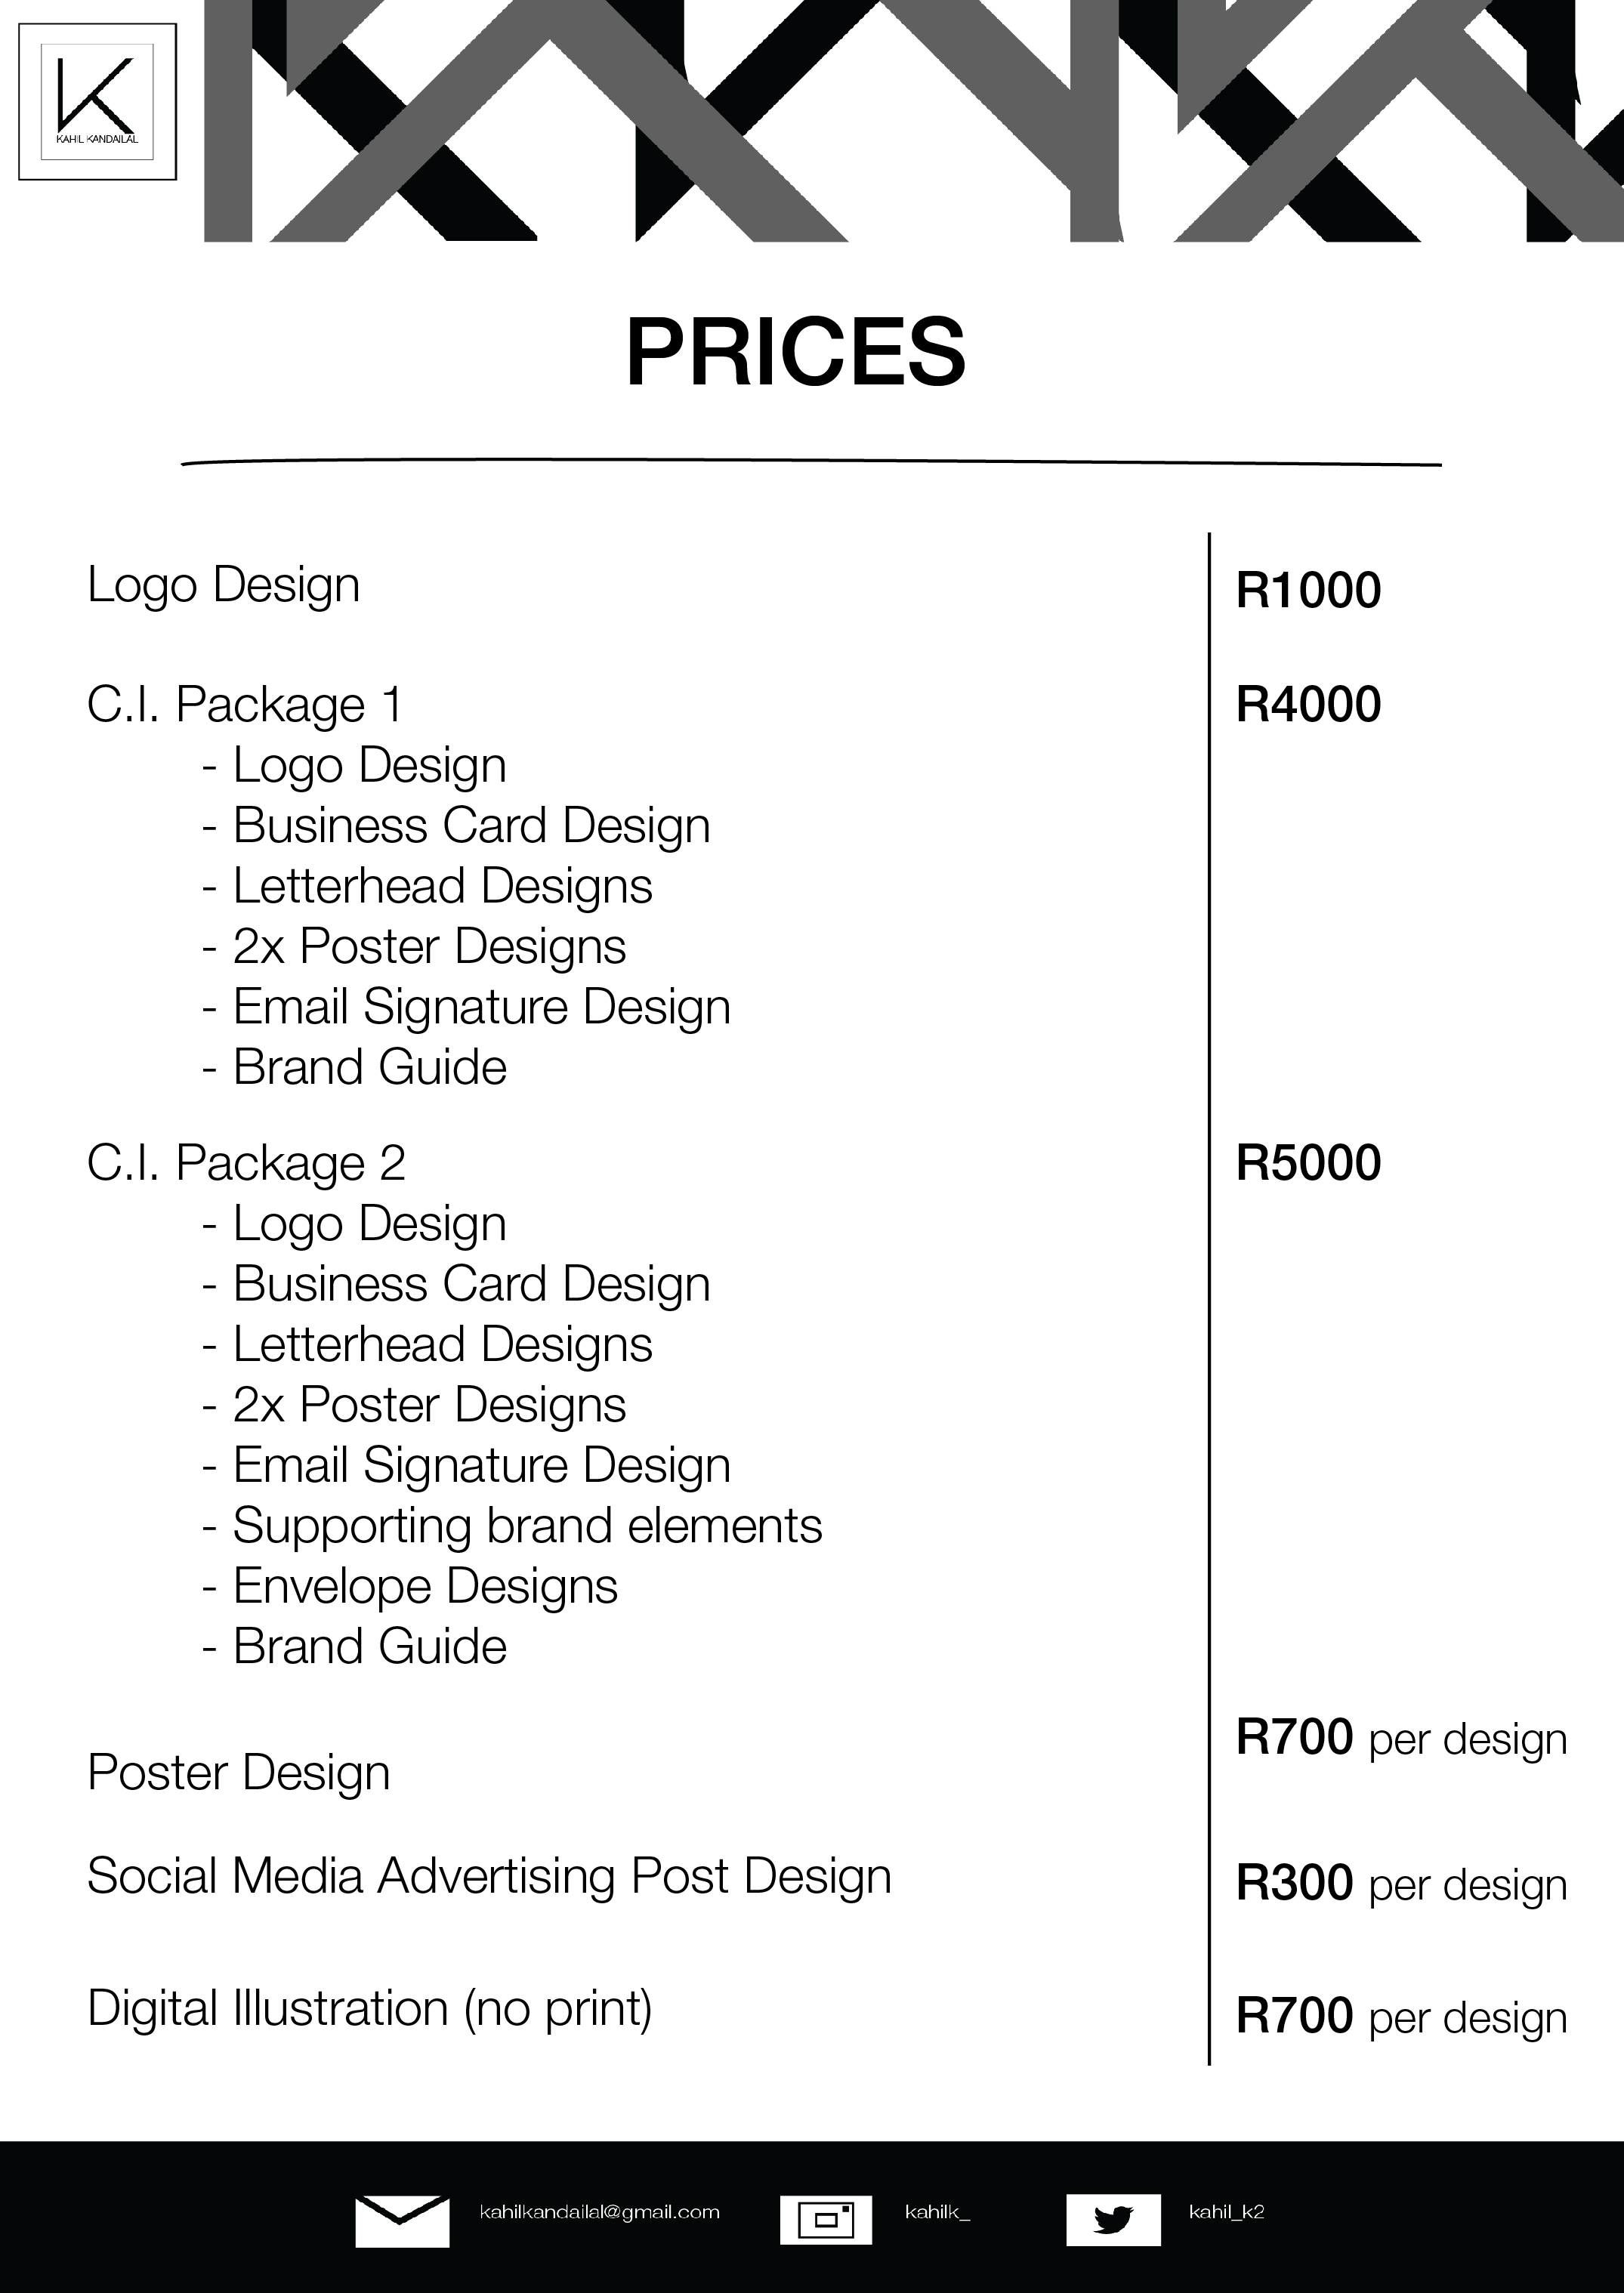 K
KAHIL KANDAILAL
PRICES
Logo Design R1000
C.I. Package 1 R4000
- Logo Design
- Business Card Design
- Letterhead Designs
- 2x Poster Designs
- Email Signature Design
- Brand Guide
C.I. Package 2 R5000
- Logo Design
- Business Card Design
- Letterhead Designs
- 2x Poster Designs
- Email Signature Design
- Supporting brand elements
- Envelope Designs
- Brand Guide
Poster Design R700 per design
Social Media Advertising Post Design R300 per design
Digital Illustration (no print) R700 per design
kahilkandailal@gmail.com kahilk_ kahil_k2